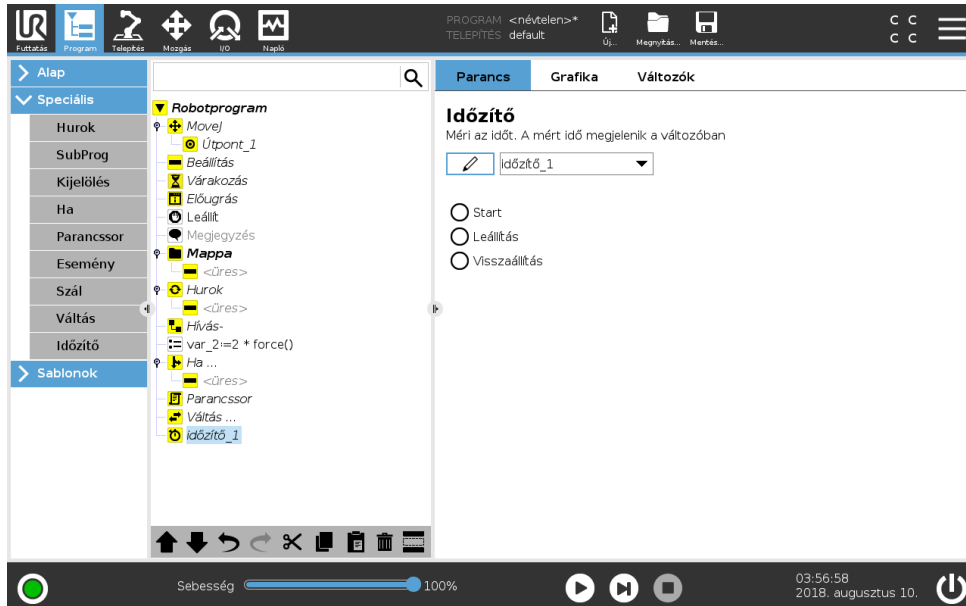 Futtatás
Program
Telepítés
Mozgás
I/O
Napló
PROGRAM <névtelen>*
TELEPÍTÉS default
Új...
Megnyitás...
Mentés...
C C
C C
Alap
Speciális
Hurok
SubProg
Kijelölés
Ha
Parancssor
Esemény
Szál
Váltás
Időzítő
Sablonok
Robotprogram
MoveJ
Útpont_1
Beállítás
Várakozás
Előugrás
Leállít
Megjegyzés
Mappa
<üres>
Hurok
<üres>
Hívás-
var_2:=2 * force()
Ha ...
<üres>
Parancssor
Váltás ...
időzítő_1
Parancs
Grafika
Változók
Időzítő
Méri az időt. A mért idő megjelenik a változóban
időzítő_1
Start
Leállítás
Visszaállítás
Sebesség
100%
03:56:58
2018. augusztus 10.